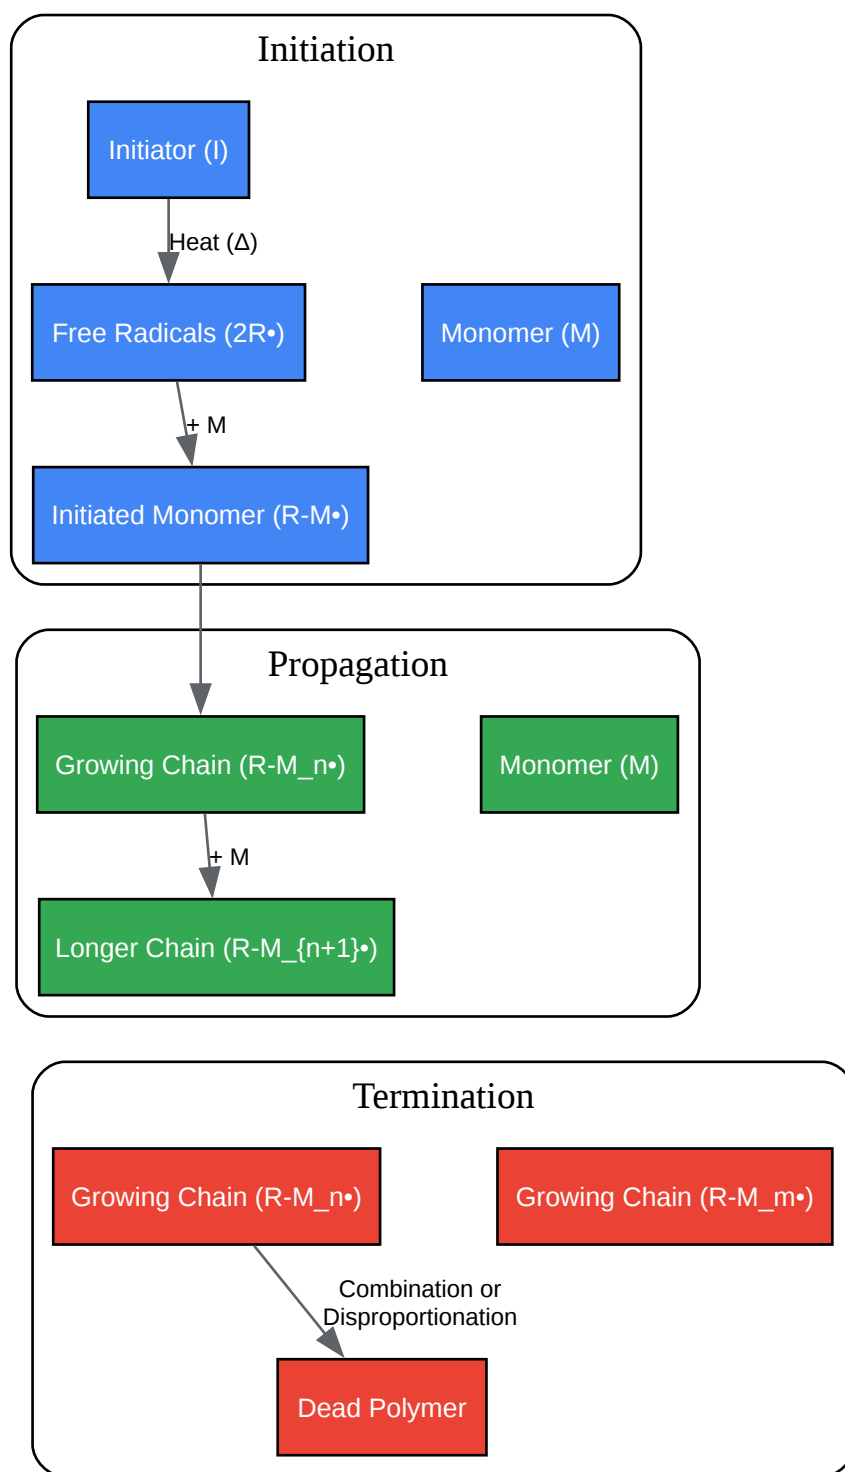 Initiation
Initiator (I)
Heat (Δ)
Free Radicals (2R•)
Monomer (M)
+ M
Initiated Monomer (R-M•)
Propagation
Growing Chain (R-M_n•)
Monomer (M)
+ M
Longer Chain (R-M_{n+1}•)
Termination
Growing Chain (R-M_n•)
Growing Chain (R-M_m•)
Combination or
Disproportionation
Dead Polymer